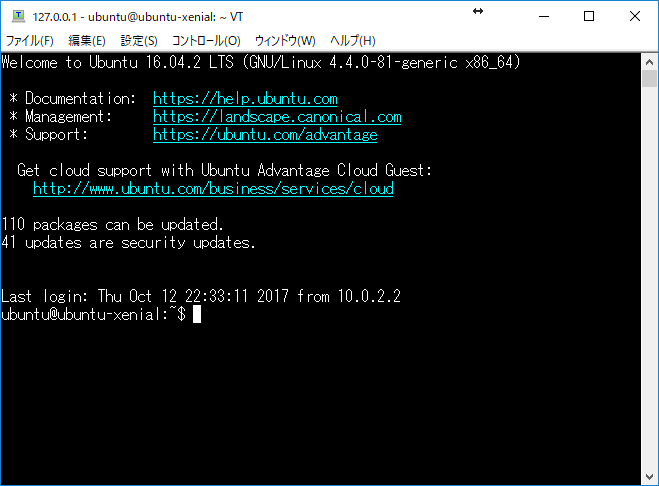 127.0.0.1 - ubuntu@ubuntu-xenial: ~ VT
ファイル(F) 編集(E) 設定(S) コントロール(O) ウィンドウ(W) ヘルプ(H)
Welcome to Ubuntu 16.04.2 LTS (GNU/Linux 4.4.0-81-generic x86_64)
* Documentation: https://help.ubuntu.com
* Management: https://landscape.canonical.com
* Support: https://ubuntu.com/advantage
Get cloud support with Ubuntu Advantage Cloud Guest:
http://www.ubuntu.com/business/services/cloud
110 packages can be updated.
41 updates are security updates.
Last login: Thu Oct 12 22:33:11 2017 from 10.0.2.2
ubuntu@ubuntu-xenial:~$